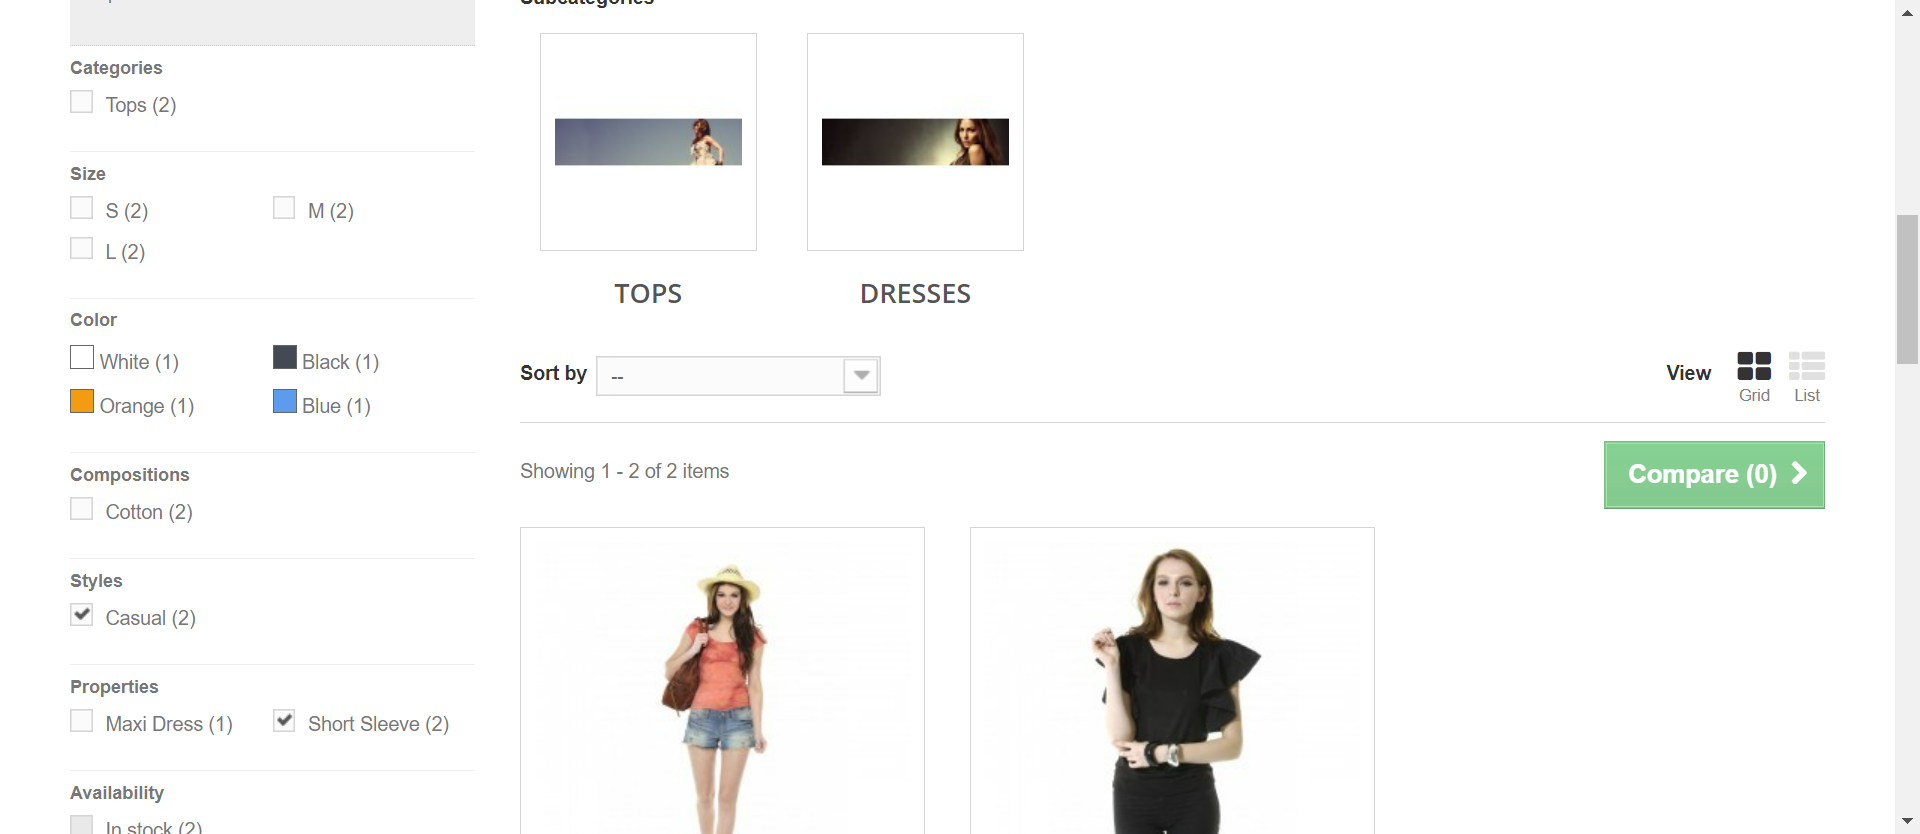 Subcategories
Categories
Tops (2)
Size
S (2)
M (2)
L (2)
Color
White (1)
Black (1)
Orange (1)
Blue (1)
Compositions
Cotton (2)
Styles
Casual (2)
Properties
Maxi Dress (1)
Short Sleeve (2)
Availability
In stock (2)
TOPS
DRESSES
Sort by
--
View
Grid
List
Showing 1 - 2 of 2 items
Compare (0)